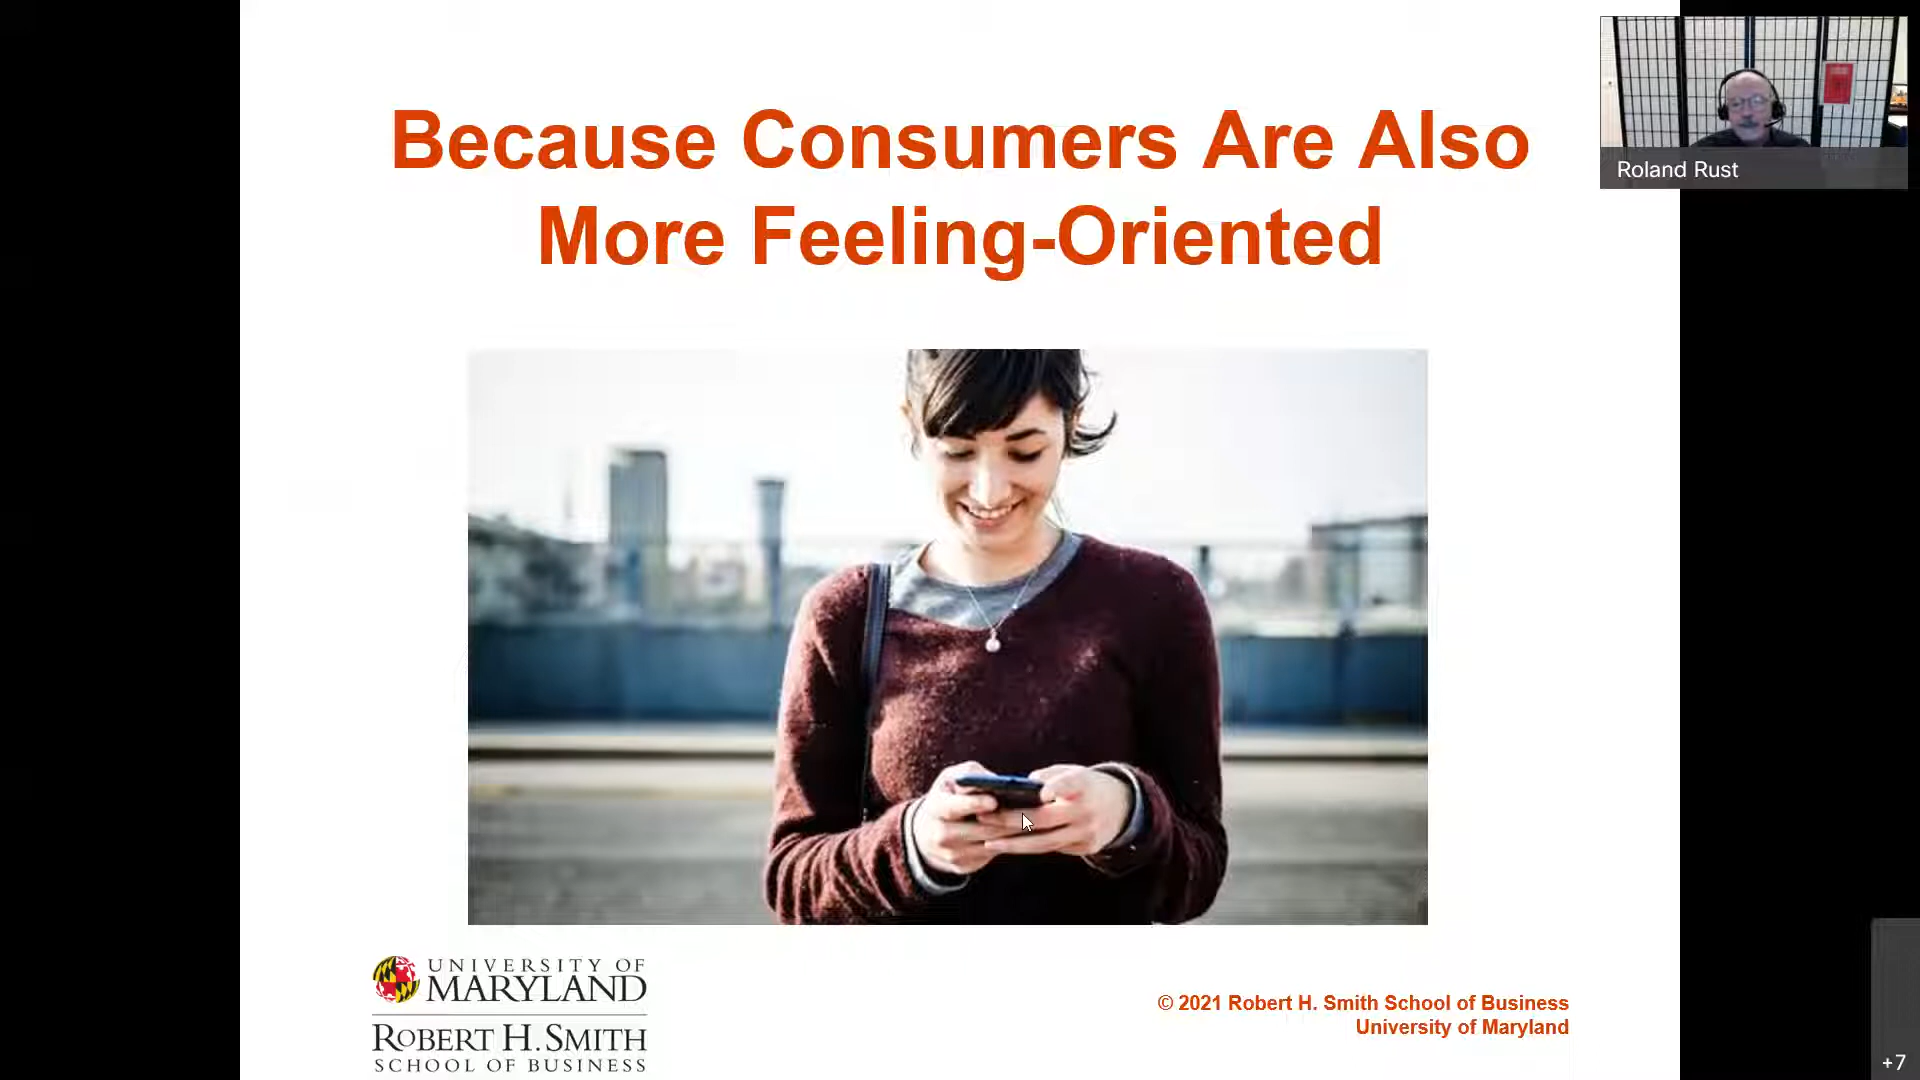 Because Consumers Are Also
More Feeling-Oriented
Roland Rust
UNIVERSITY OF
MARYLAND
ROBERT H. SMITH
SCHOOL OF BUSINESS
© 2021 Robert H. Smith School of Business
University of Maryland
+7